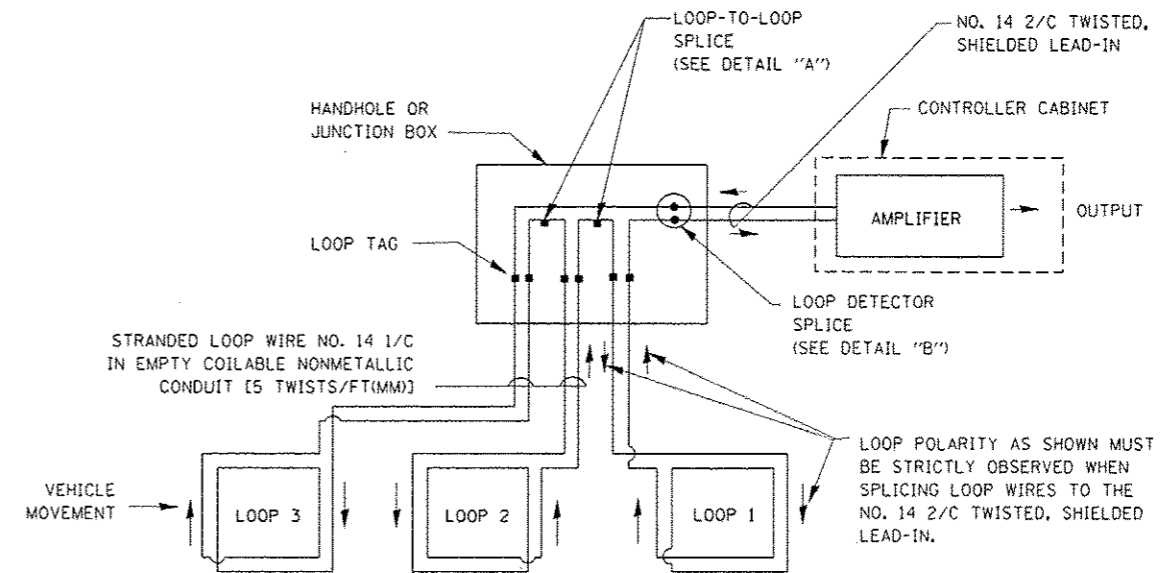 LOOP-TO-LOOP
SPLICE
(SEE DETAIL "A")
NO. 14 2/C TWISTED,
SHIELDED LEAD-IN
HANDHOLE OR
JUNCTION BOX
CONTROLLER CABINET
AMPLIFIER
OUTPUT
LOOP TAG
LOOP DETECTOR
SPLICE
(SEE DETAIL "B")
STRANDED LOOP WIRE NO. 14 1/C
IN EMPTY COILABLE NONMETALLIC
CONDUIT [5 TWISTS/FT(MM)]
LOOP POLARITY AS SHOWN MUST
BE STRICTLY OBSERVED WHEN
SPLICING LOOP WIRES TO THE
NO. 14 2/C TWISTED, SHIELDED
LEAD-IN.
VEHICLE
MOVEMENT
LOOP 3
LOOP 2
LOOP 1